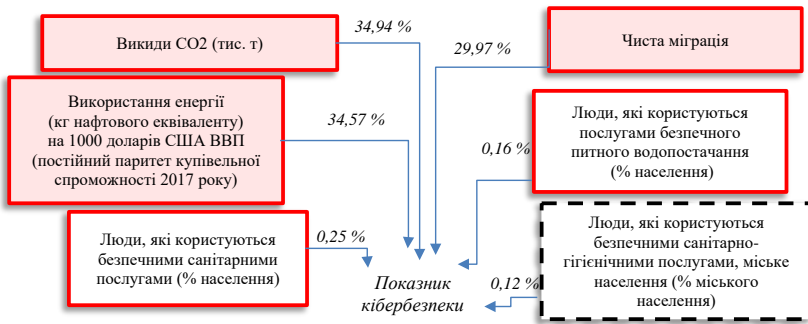 Викиди CO2 (тис. т)
34,94 %
29,97 %
Чиста міграція
Використання енергії
(кг нафтового еквіваленту)
на 1000 доларів США ВВП
(постійний паритет купівельної
спроможності 2017 року)
34,57 %
0,16 %
Люди, які користуються
послугами безпечного
питного водопостачання
(% населення)
Люди, які користуються
безпечними санітарними
послугами (% населення)
0,25 %
Показник
кібербезпеки
0,12 %
Люди, які користуються
безпечними санітарно-
гігієнічними послугами, міське
населення (% міського
населення)